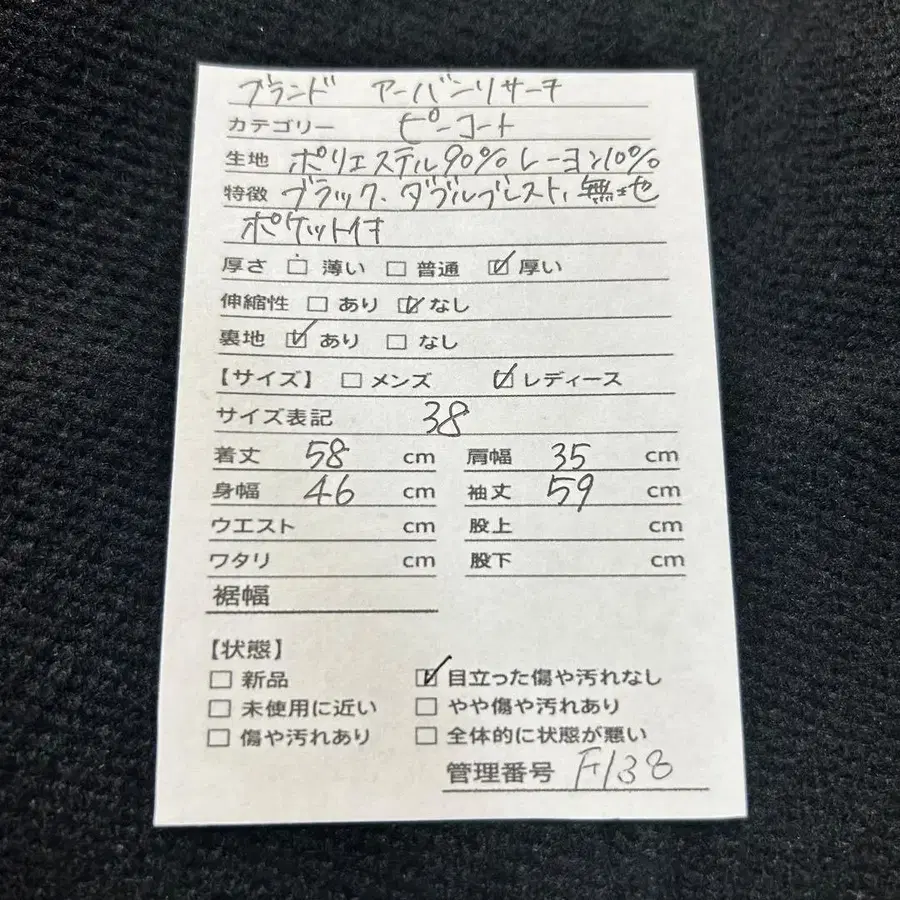 ブランド アーバンリサーチ
カテゴリー ピーコート
生地 ポリエステル90% レーヨン10%
特徴 ブラック、ダブルブレスト、無地
ポケット付
厚さ □ 薄い □ 普通 ☑ 厚い
伸縮性 □ あり ☑ なし
裏地 ☑ あり □ なし
【サイズ】 □ メンズ ☑ レディース
サイズ表記 38
着丈 58 cm 肩幅 35 cm
身幅 46 cm 袖丈 59 cm
ウエスト cm 股上 cm
ワタリ cm 股下 cm
裾幅
【状態】
□ 新品 ☑ 目立った傷や汚れなし
□ 未使用に近い □ やや傷や汚れあり
□ 傷や汚れあり □ 全体的に状態が悪い
管理番号 F138